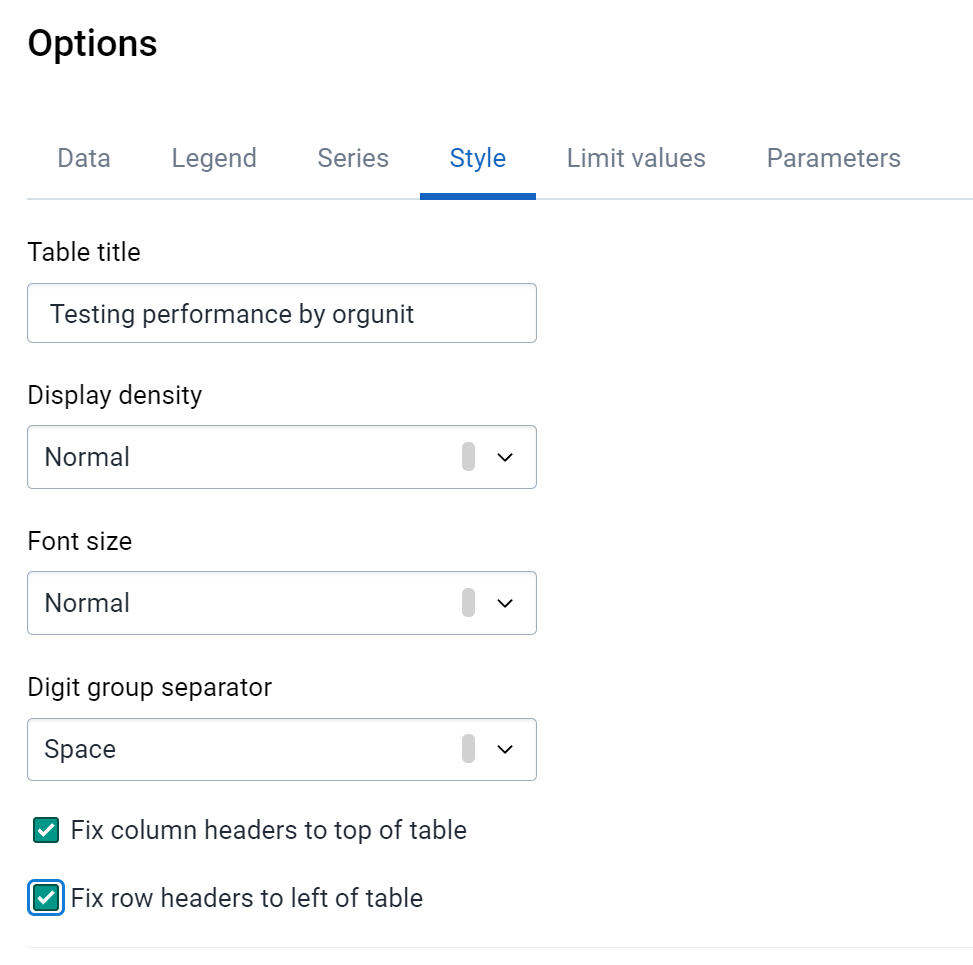 Options
Data Legend Series Style Limit values Parameters
Table title
Testing performance by orgunit
Display density
Normal
Font size
Normal
Digit group separator
Space
Fix column headers to top of table
Fix row headers to left of table